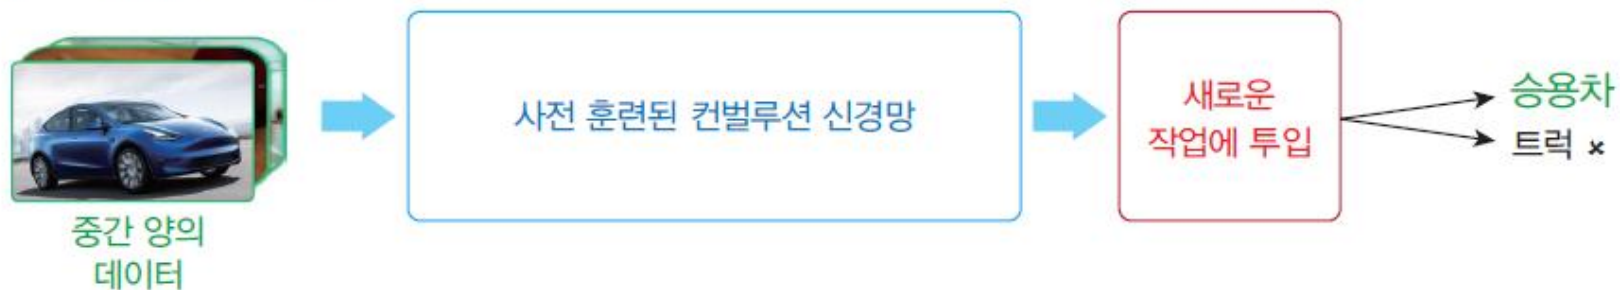 중간 양의
데이터
사전 훈련된 컨벌루션 신경망
새로운
작업에 투입
승용차
트럭 ×